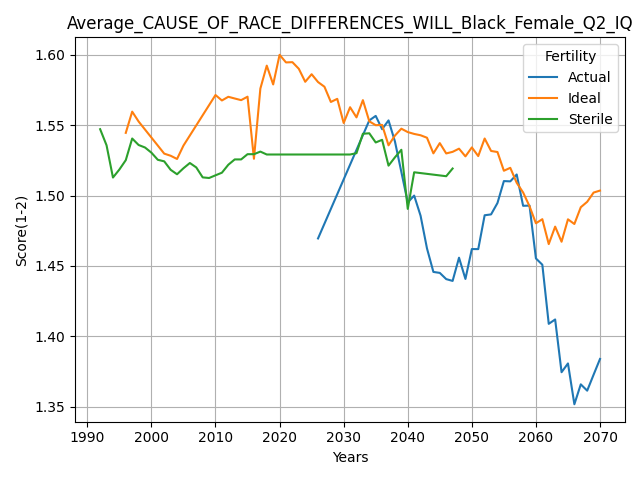 Average_CAUSE_OF_RACE_DIFFERENCES_WILL_Black_Female_Q2_IQ
Fertility
Actual
Ideal
Sterile
Score(1-2)
1.60
1.55
1.50
1.45
1.40
1.35
1990 2000 2010 2020 2030 2040 2050 2060 2070
Years